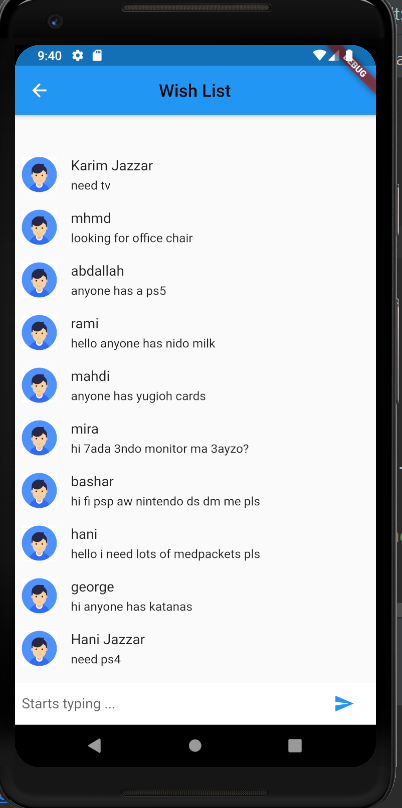 9:40
DEBUG
Wish List
Karim Jazzar
need tv
mhmd
looking for office chair
abdallah
anyone has a ps5
rami
hello anyone has nido milk
mahdi
anyone has yugioh cards
mira
hi 7ada 3ndo monitor ma 3ayzo?
bashar
hi fi psp aw nintendo ds dm me pls
hani
hello i need lots of medpackets pls
george
hi anyone has katanas
Hani Jazzar
need ps4
Starts typing ...